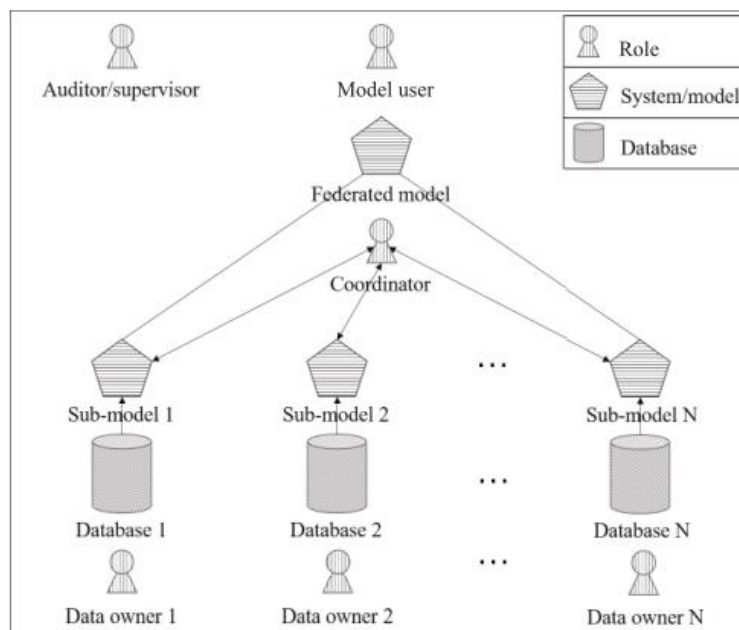 Auditor/supervisor
Model user
Role
System/model
Database
Federated model
Coordinator
...
Sub-model 1
Sub-model 2
Sub-model N
...
Database 1
Database 2
Database N
...
Data owner 1
Data owner 2
Data owner N